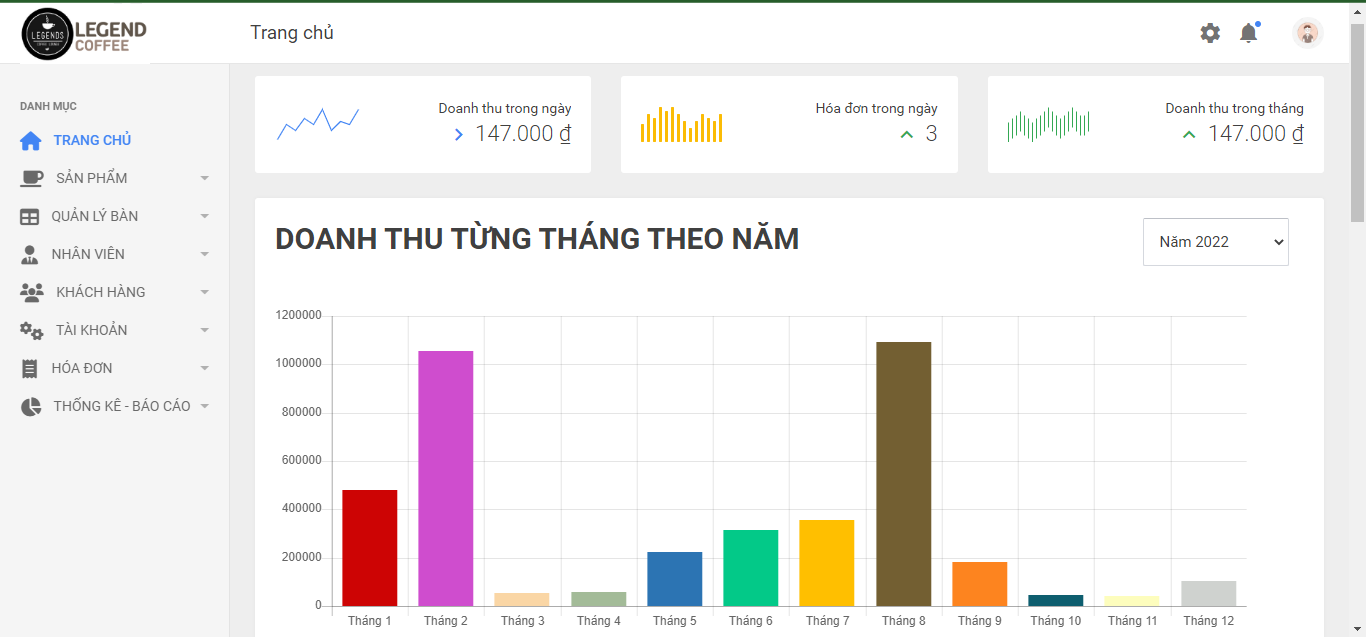 LEGENDS
LEGEND
COFFEE
Trang chủ
DANH MỤC
TRANG CHỦ
SẢN PHẨM
QUẢN LÝ BÀN
NHÂN VIÊN
KHÁCH HÀNG
TÀI KHOẢN
HÓA ĐƠN
THỐNG KÊ - BÁO CÁO
Doanh thu trong ngày
147.000 ₫
Hóa đơn trong ngày
3
Doanh thu trong tháng
147.000 ₫
DOANH THU TỪNG THÁNG THEO NĂM
Năm 2022
1200000
1000000
800000
600000
400000
200000
0
Tháng 1 Tháng 2 Tháng 3 Tháng 4 Tháng 5 Tháng 6 Tháng 7 Tháng 8 Tháng 9 Tháng 10 Tháng 11 Tháng 12